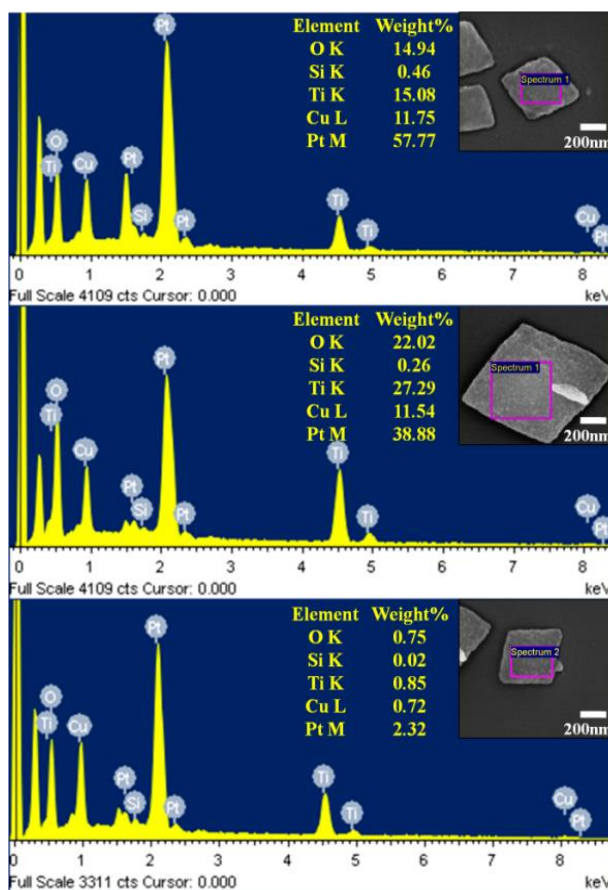 Element Weight%
O K 14.94
Si K 0.46
Ti K 15.08
Cu L 11.75
Pt M 57.77
Spectrum 1
200nm
Pt
O
Ti
Cu
Pt
Si
Pt
Ti
Ti
Cu
Pt
0 1 2 3 4 5 6 7 8
Full Scale 4109 cts Cursor: 0.000 keV
Element Weight%
O K 22.02
Si K 0.26
Ti K 27.29
Cu L 11.54
Pt M 38.88
Spectrum 1
200nm
Pt
O
Ti
Cu
Pt
Si
Pt
Ti
Ti
Cu
Pt
0 1 2 3 4 5 6 7 8
Full Scale 4109 cts Cursor: 0.000 keV
Element Weight%
O K 0.75
Si K 0.02
Ti K 0.85
Cu L 0.72
Pt M 2.32
Spectrum 2
200nm
Pt
O
Ti
Cu
Pt
Si
Pt
Ti
Ti
Cu
Pt
0 1 2 3 4 5 6 7 8
Full Scale 3311 cts Cursor: 0.000 keV